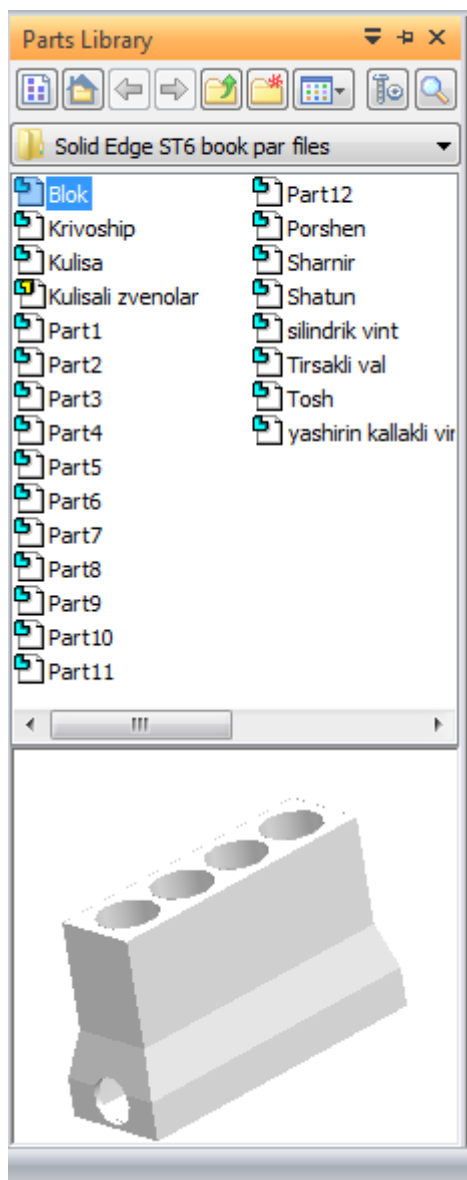 Parts Library
Solid Edge ST6 book par files
Blok
Krivoship
Kulisa
Kulisali zvenolar
Part1
Part2
Part3
Part4
Part5
Part6
Part7
Part8
Part9
Part10
Part11
Part12
Porshen
Sharnir
Shatun
silindrik vint
Tirsakli val
Tosh
yashirin kallakli